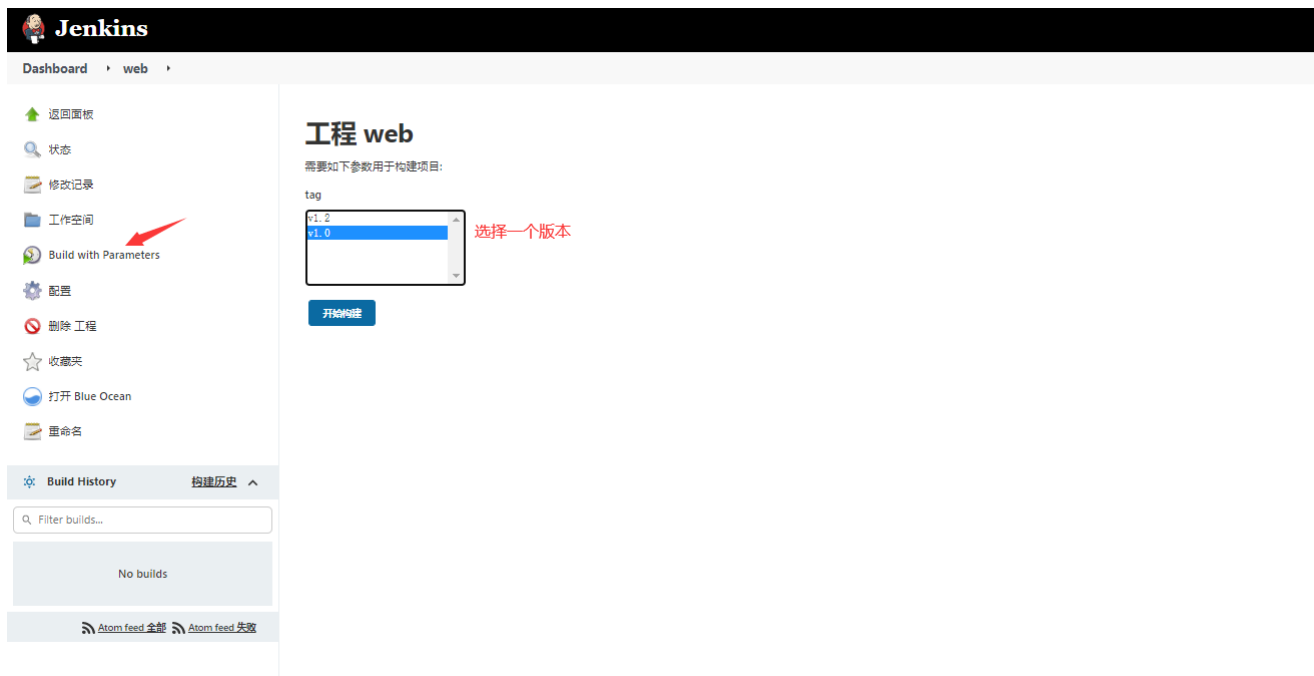 Jenkins
Dashboard web
返回面板
状态
修改记录
工作空间
Build with Parameters
配置
删除 工程
收藏夹
打开 Blue Ocean
重命名
Build History 构建历史
Filter builds...
No builds
Atom feed 全部 Atom feed 失败
工程 web
需要如下参数用于构建项目:
tag
v1.2
v1.0
选择一个版本
开始构建